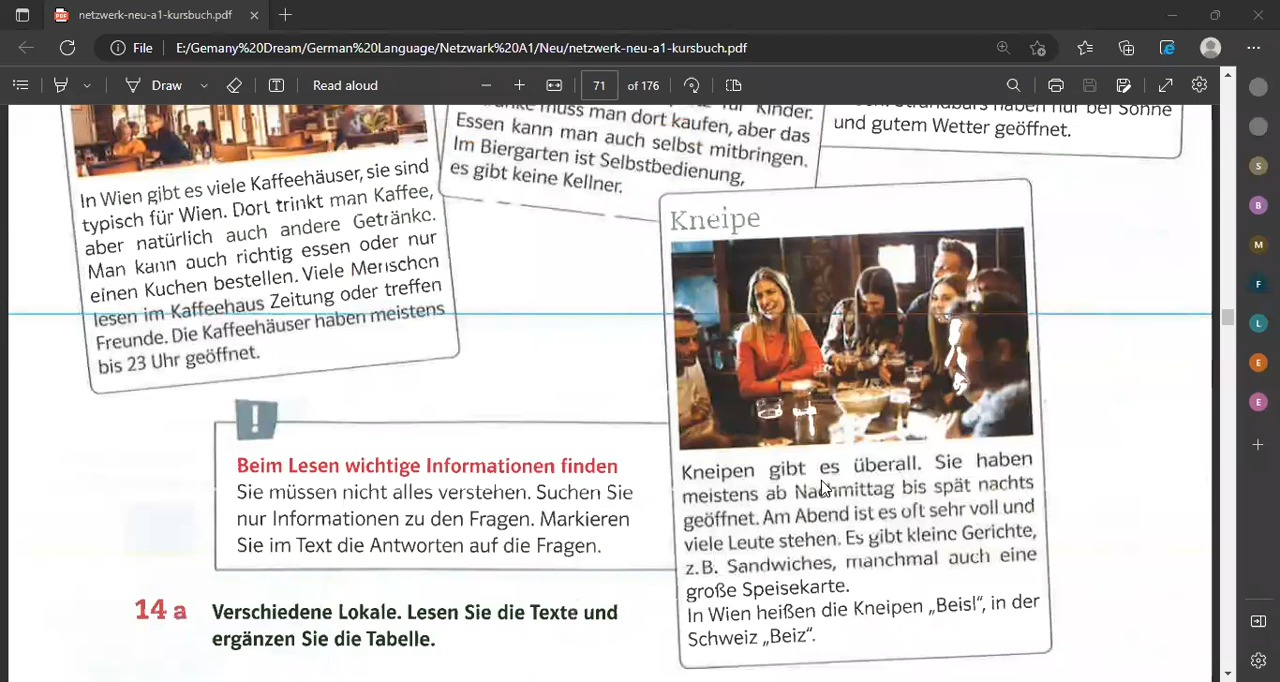 netzwerk-neu-a1-kursbuch.pdf
File
E:/Gemany%20Dream/German%20Language/Netzwark%20A1/Neu/netzwerk-neu-a1-kursbuch.pdf
Draw
Read aloud
71
of 176
In Wien gibt es viele Kaffeehäuser, sie sind
typisch für Wien. Dort trinkt man Kaffee,
aber natürlich auch andere Getränke.
Man kann auch richtig essen oder nur
einen Kuchen bestellen. Viele Menschen
lesen im Kaffeehaus Zeitung oder treffen
Freunde. Die Kaffeehäuser haben meistens
bis 23 Uhr geöffnet.
für Kinder.
muss man dort kaufen, aber das
Essen kann man auch selbst mitbringen.
Im Biergarten ist Selbstbedienung,
es gibt keine Kellner.
Strandbars haben nur bei Sonne
und gutem Wetter geöffnet.
Kneipe
Kneipen gibt es überall. Sie haben
meistens ab Nachmittag bis spät nachts
geöffnet. Am Abend ist es oft sehr voll und
viele Leute stehen. Es gibt kleine Gerichte,
z.B. Sandwiches, manchmal auch eine
große Speisekarte.
In Wien heißen die Kneipen „Beisl“, in der
Schweiz „Beiz“.
!
Beim Lesen wichtige Informationen finden
Sie müssen nicht alles verstehen. Suchen Sie
nur Informationen zu den Fragen. Markieren
Sie im Text die Antworten auf die Fragen.
14 a Verschiedene Lokale. Lesen Sie die Texte und
ergänzen Sie die Tabelle.
S
B
M
F
L
E
E